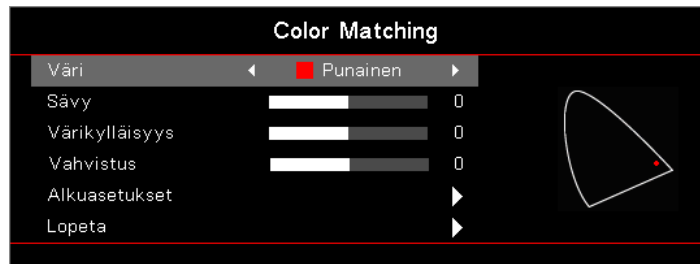 Color Matching
Väri Punainen
Sävy 0
Värikylläisyys 0
Vahvistus 0
Alkuasetukset
Lopeta